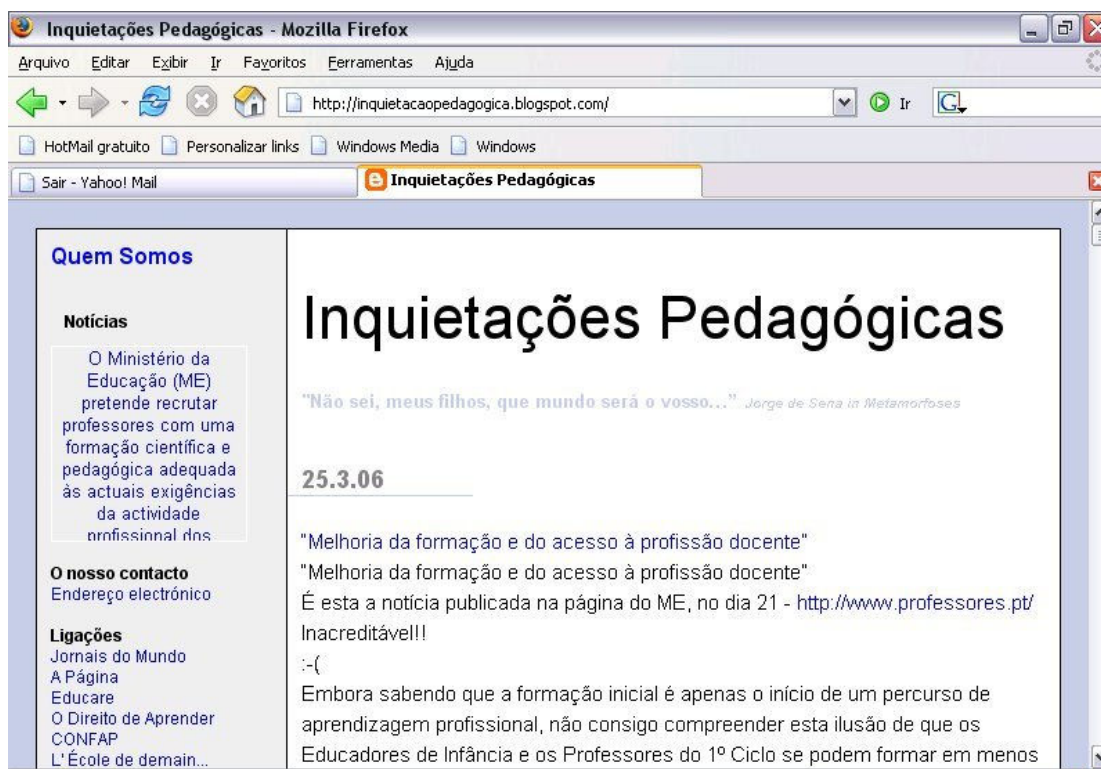 Inquietações Pedagógicas - Mozilla Firefox
Arquivo Editar Exibir Ir Favoritos Ferramentas Ajuda
http://inquietacaopedagogica.blogspot.com/ Ir G
HotMail gratuito Personalizar links Windows Media Windows
Sair - Yahoo! Mail Inquietações Pedagógicas
Quem Somos
Notícias
O Ministério da
Educação (ME)
pretende recrutar
professores com uma
formação científica e
pedagógica adequada
às actuais exigências
da actividade
profissional dos
O nosso contacto
Endereço electrónico
Ligações
Jornais do Mundo
A Página
Educare
O Direito de Aprender
CONFAP
L'École de demain...
Inquietações Pedagógicas
"Não sei, meus filhos, que mundo será o vosso..." Jorge de Sena in Metamorfoses
25.3.06
"Melhoria da formação e do acesso à profissão docente"
"Melhoria da formação e do acesso à profissão docente"
É esta a notícia publicada na página do ME, no dia 21 - http://www.professores.pt/
Inacreditável!!
:-(
Embora sabendo que a formação inicial é apenas o início de um percurso de
aprendizagem profissional, não consigo compreender esta ilusão de que os
Educadores de Infância e os Professores do 1º Ciclo se podem formar em menos